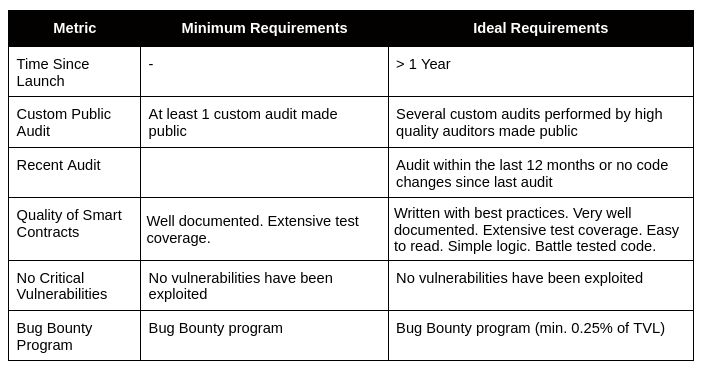 Metric Minimum Requirements Ideal Requirements
Time Since
Launch
-
> 1 Year
Custom Public
Audit
At least 1 custom audit made
public
Several custom audits performed by high
quality auditors made public
Recent Audit
Audit within the last 12 months or no code
changes since last audit
Quality of Smart
Contracts
Well documented. Extensive test
coverage.
Written with best practices. Very well
documented. Extensive test coverage. Easy
to read. Simple logic. Battle tested code.
No Critical
Vulnerabilities
No vulnerabilities have been
exploited
No vulnerabilities have been exploited
Bug Bounty
Program
Bug Bounty program
Bug Bounty program (min. 0.25% of TVL)